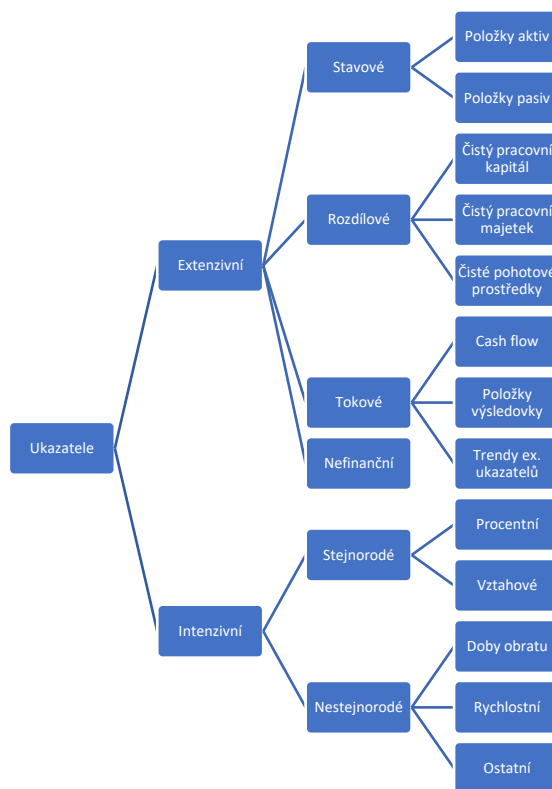 Položky aktiv
Stavové
Položky pasiv
Čistý pracovní
kapitál
Rozdílové
Čistý pracovní
majetek
Extenzivní
Čisté pohotové
prostředky
Cash flow
Tokové
Položky
výsledovky
Ukazatele
Nefinanční
Trendy ex.
ukazatelů
Procentní
Stejnorodé
Vztahové
Intenzivní
Doby obratu
Nestejnorodé
Rychlostní
Ostatní